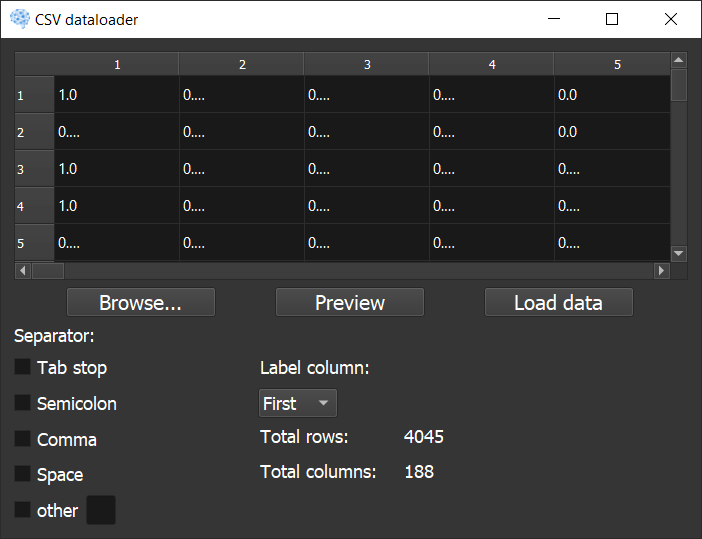 CSV dataloader
1 2 3 4 5
1 1.0 0.... 0.... 0.... 0.0
2 0.... 0.... 0.... 0.... 0.0
3 1.0 0.... 0.... 0.... 0....
4 1.0 0.... 0.... 0.... 0....
5 0.... 0.... 0.... 0.... 0....
Browse... Preview Load data
Separator:
Tab stop Label column:
Semicolon First
Comma Total rows: 4045
Space Total columns: 188
other